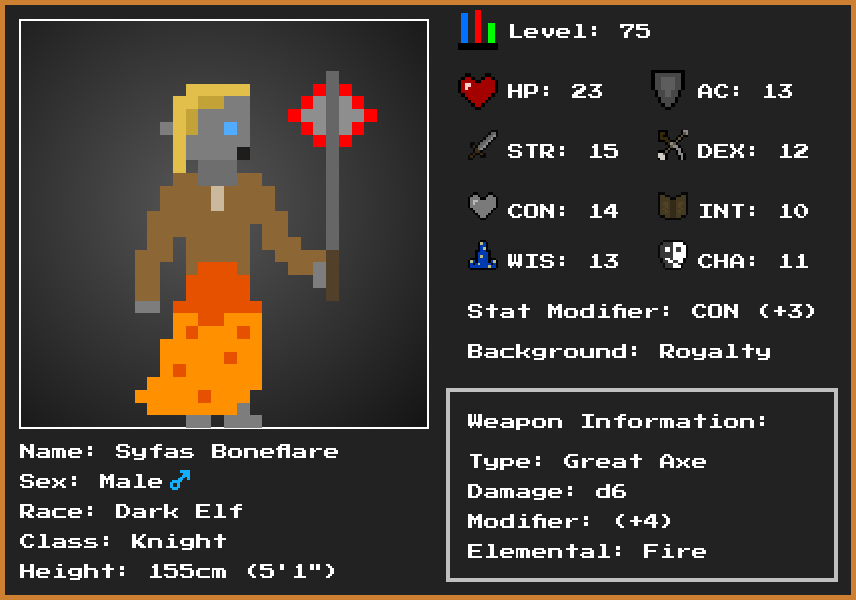 Level: 75
HP: 23
AC: 13
STR: 15
DEX: 12
CON: 14
INT: 10
WIS: 13
CHA: 11
Stat Modifier: CON (+3)
Background: Royalty
Weapon Information:
Type: Great Axe
Damage: d6
Modifier: (+4)
Elemental: Fire
Name: Syfas Boneflare
Sex: Male ♂
Race: Dark Elf
Class: Knight
Height: 155cm (5'1")